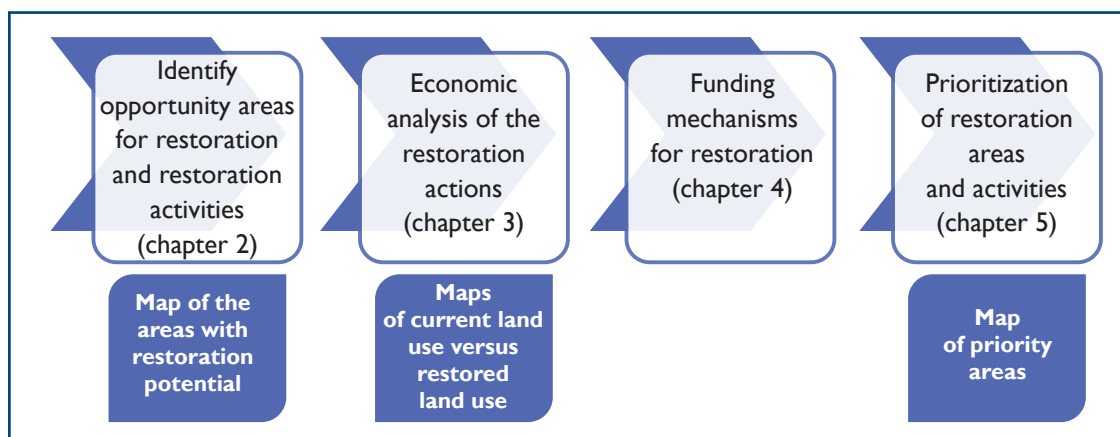 Identify
opportunity areas
for restoration
and restoration
activities
(chapter 2)
Economic
analysis of the
restoration
actions
(chapter 3)
Funding
mechanisms
for restoration
(chapter 4)
Prioritization
of restoration
areas
and activities
(chapter 5)
Map of the
areas with
restoration
potential
Maps
of current land
use versus
restored
land use
Map
of priority
areas